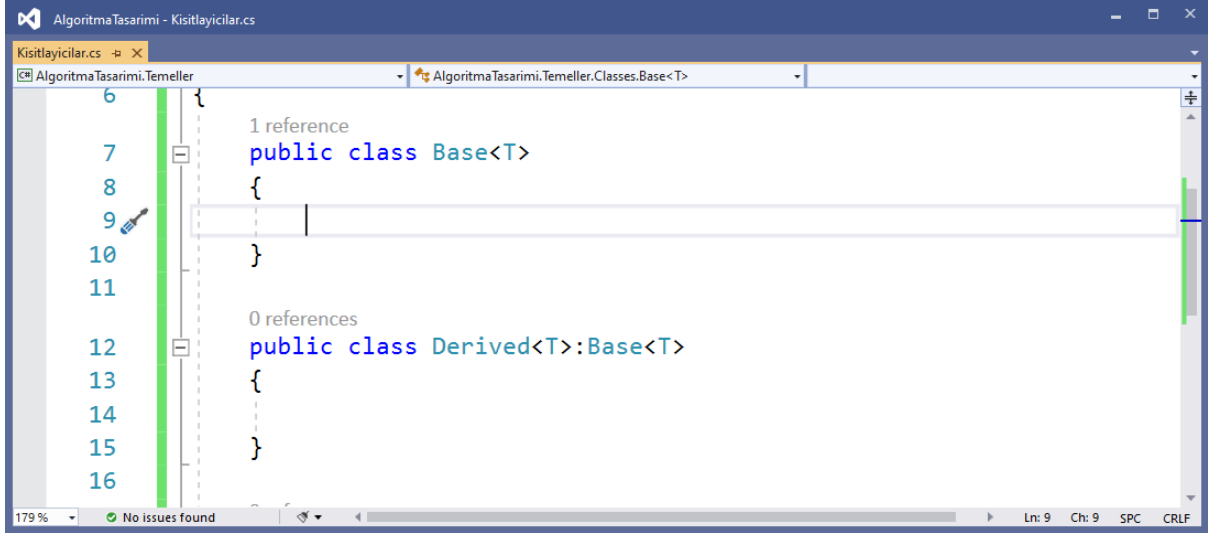 AlgoritmaTasarimi - Kisitlayicilar.cs
Kisitlayicilar.cs
C# AlgoritmaTasarimi.Temeller AlgoritmaTasarimi.Temeller.Classes.Base<T>
6 {
1 reference
7 public class Base<T>
8 {
9
10 }
11
0 references
12 public class Derived<T>:Base<T>
13 {
14
15 }
16
179 % No issues found Ln: 9 Ch: 9 SPC CRLF